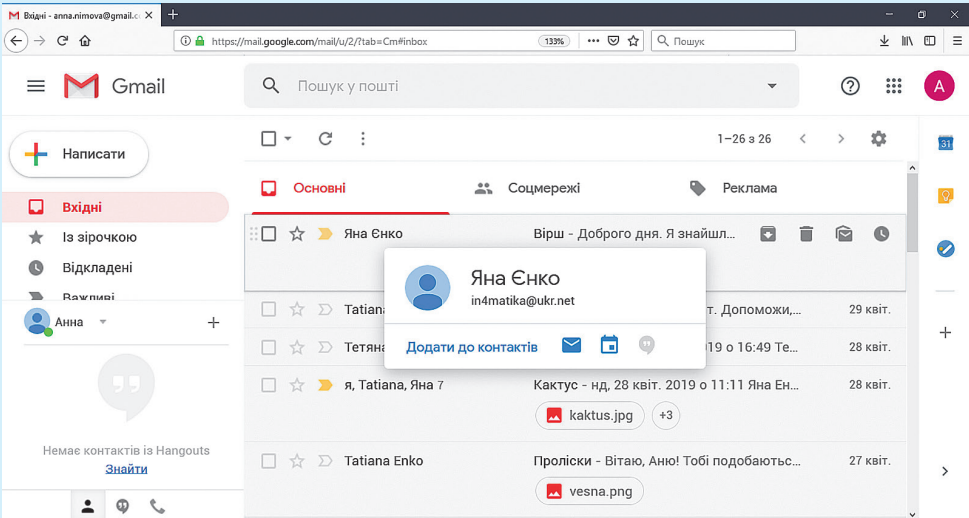 Вхідні - anna.nimova@gmail.c
https://mail.google.com/mail/u/2/?tab=Cm#inbox
133%
Пошук
Gmail
Пошук у пошті
A
Написати
1–26 з 26
31
Основні
Соцмережі
Реклама
Вхідні
Із зірочкою
Відкладені
Важливі
Яна Єнко
Вірш - Доброго дня. Я знайшл...
Яна Єнко
in4matika@ukr.net
Додати до контактів
Tatian
т. Допоможи,...
29 квіт.
Тетян
19 о 16:49 Те...
28 квіт.
я, Tatiana, Яна 7
Кактус - нд, 28 квіт. 2019 о 11:11 Яна Ен...
28 квіт.
kaktus.jpg
+3
Tatiana Enko
Проліски - Вітаю, Аню! Тобі подобаютьс...
27 квіт.
vesna.png
Анна
Немає контактів із Hangouts
Знайти